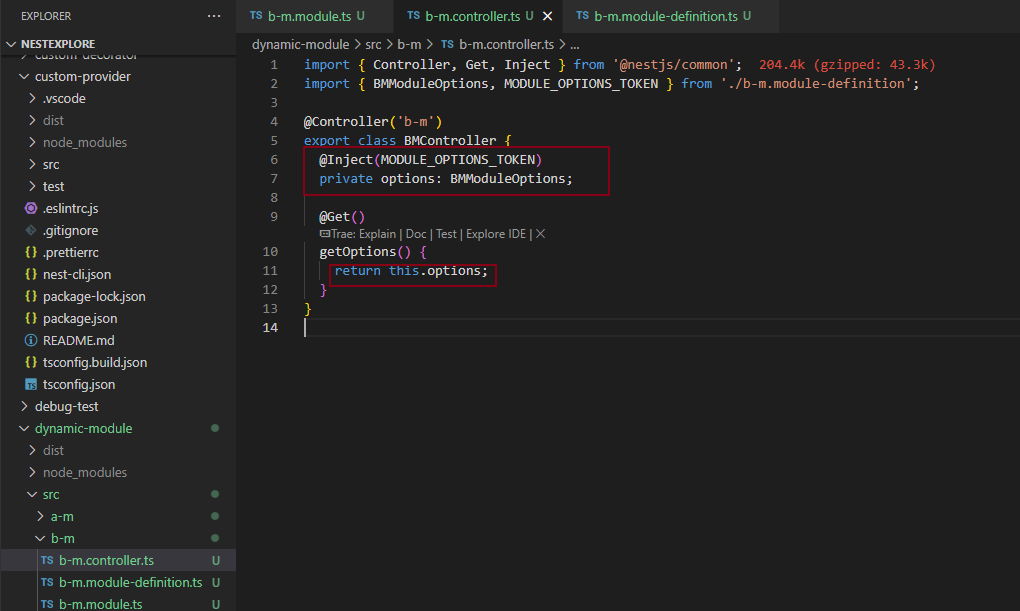 EXPLORER ...
NESTEXPLORE
custom-decorator
custom-provider
.vscode
dist
node_modules
src
test
.eslintrc.js
.gitignore
.prettierrc
nest-cli.json
package-lock.json
package.json
README.md
tsconfig.build.json
TS tsconfig.json
debug-test
dynamic-module
dist
node_modules
src
a-m
b-m
TS b-m.controller.ts U
TS b-m.module-definition.ts U
TS b-m.module.ts U
TS b-m.module.ts U TS b-m.controller.ts U TS b-m.module-definition.ts U
dynamic-module > src > b-m > TS b-m.controller.ts > ...
1 import { Controller, Get, Inject } from '@nestjs/common'; 204.4k (gzipped: 43.3k)
2 import { BMModuleOptions, MODULE_OPTIONS_TOKEN } from './b-m.module-definition';
3
4 @Controller('b-m')
5 export class BMController {
6 @Inject(MODULE_OPTIONS_TOKEN)
7 private options: BMModuleOptions;
8
9 @Get()
Trae: Explain | Doc | Test | Explore IDE | X
10 getOptions() {
11 return this.options;
12 }
13 }
14